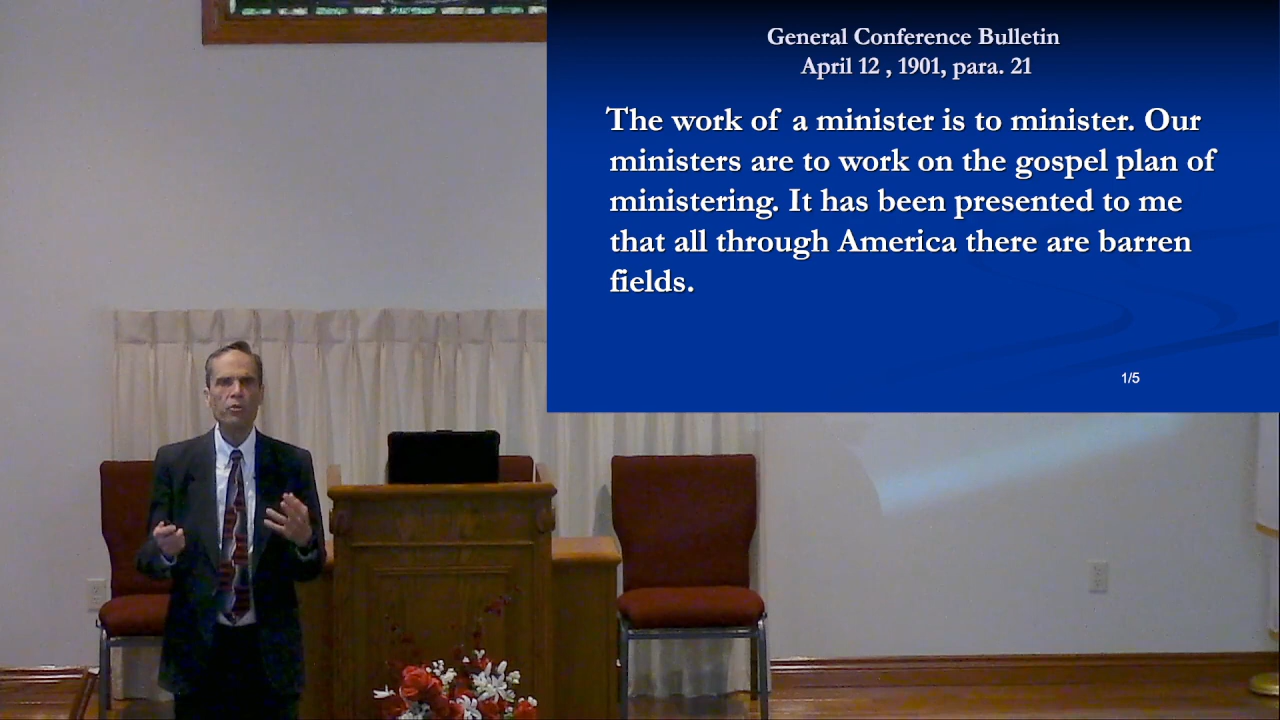 General Conference Bulletin
April 12 , 1901, para. 21
The work of a minister is to minister. Our
ministers are to work on the gospel plan of
ministering. It has been presented to me
that all through America there are barren
fields.
1/5